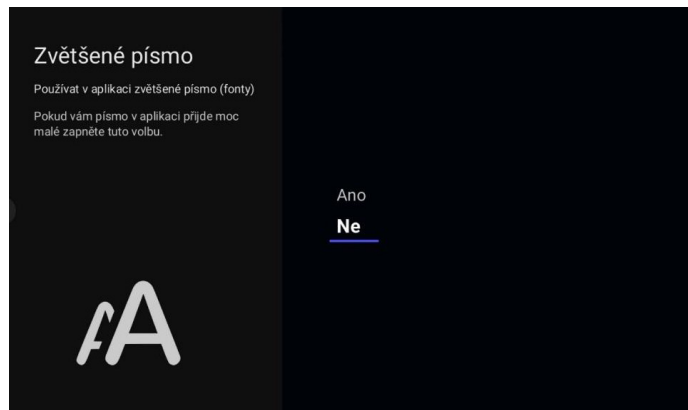 Zvětšené písmo
Používat v aplikaci zvětšené písmo (fonty)
Pokud vám písmo v aplikaci přijde moc
malé zapněte tuto volbu.
Ano
Ne